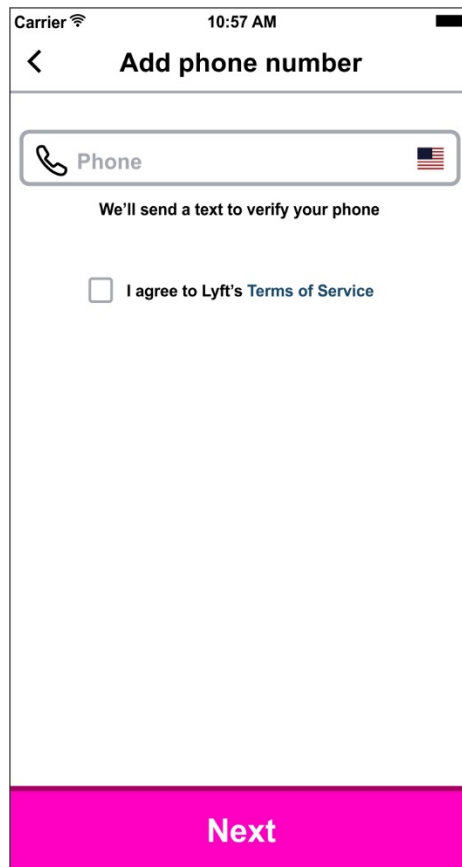 Carrier 10:57 AM
Add phone number
Phone
We’ll send a text to verify your phone
I agree to Lyft’s Terms of Service
Next